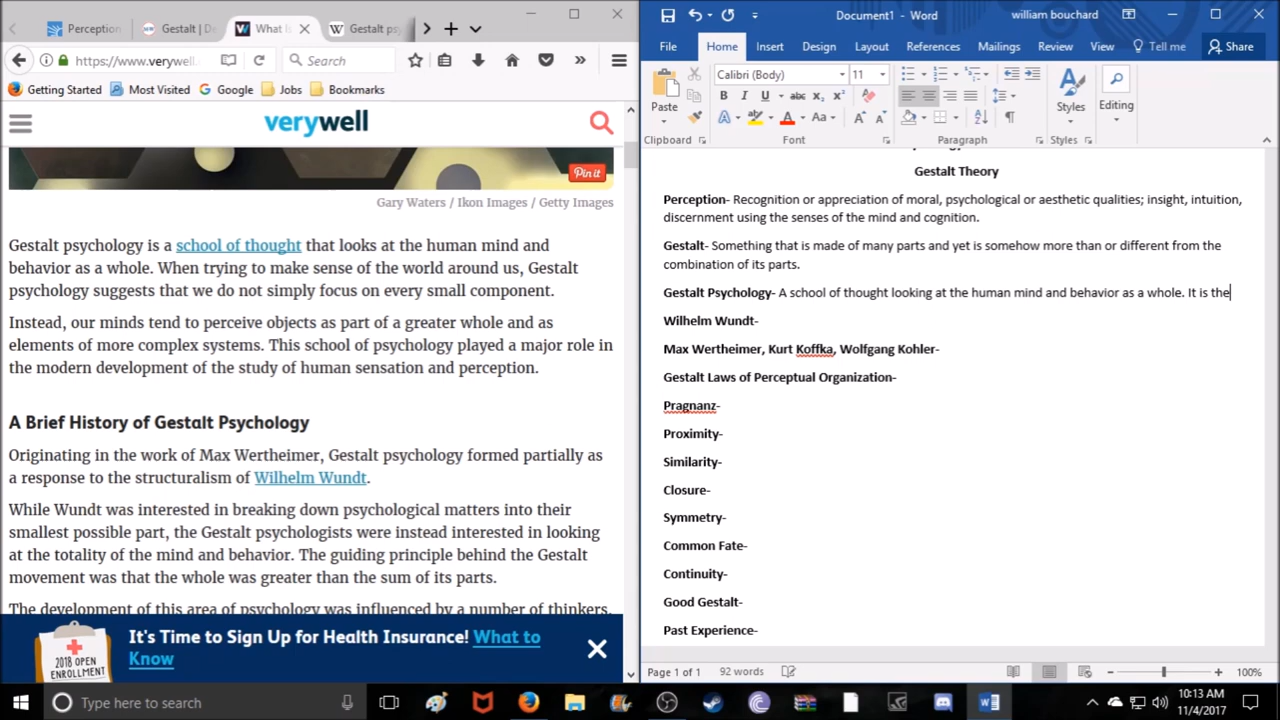 Perception
Gestalt | De
What Is
Gestalt psy
https://www.verywell.
Search
Getting Started
Most Visited
Google
Jobs
Bookmarks
verywell
Pin it
Gary Waters / Ikon Images / Getty Images
Gestalt psychology is a school of thought that looks at the human mind and
behavior as a whole. When trying to make sense of the world around us, Gestalt
psychology suggests that we do not simply focus on every small component.
Instead, our minds tend to perceive objects as part of a greater whole and as
elements of more complex systems. This school of psychology played a major role in
the modern development of the study of human sensation and perception.
A Brief History of Gestalt Psychology
Originating in the work of Max Wertheimer, Gestalt psychology formed partially as
a response to the structuralism of Wilhelm Wundt.
While Wundt was interested in breaking down psychological matters into their
smallest possible part, the Gestalt psychologists were instead interested in looking
at the totality of the mind and behavior. The guiding principle behind the Gestalt
movement was that the whole was greater than the sum of its parts.
The development of this area of psychology was influenced by a number of thinkers,
It's Time to Sign Up for Health Insurance! What to
Know
2018 OPEN
ENROLLMENT
Document1 - Word
william bouchard
File
Home
Insert
Design
Layout
References
Mailings
Review
View
Tell me
Share
Paste
Calibri (Body)
11
Styles
Editing
Clipboard
Font
Paragraph
Styles
Gestalt Theory
Perception- Recognition or appreciation of moral, psychological or aesthetic qualities; insight, intuition,
discernment using the senses of the mind and cognition.
Gestalt- Something that is made of many parts and yet is somehow more than or different from the
combination of its parts.
Gestalt Psychology- A school of thought looking at the human mind and behavior as a whole. It is the
Wilhelm Wundt-
Max Wertheimer, Kurt Koffka, Wolfgang Kohler-
Gestalt Laws of Perceptual Organization-
Pragnanz-
Proximity-
Similarity-
Closure-
Symmetry-
Common Fate-
Continuity-
Good Gestalt-
Past Experience-
Page 1 of 1
92 words
100%
Type here to search
10:13 AM
11/4/2017